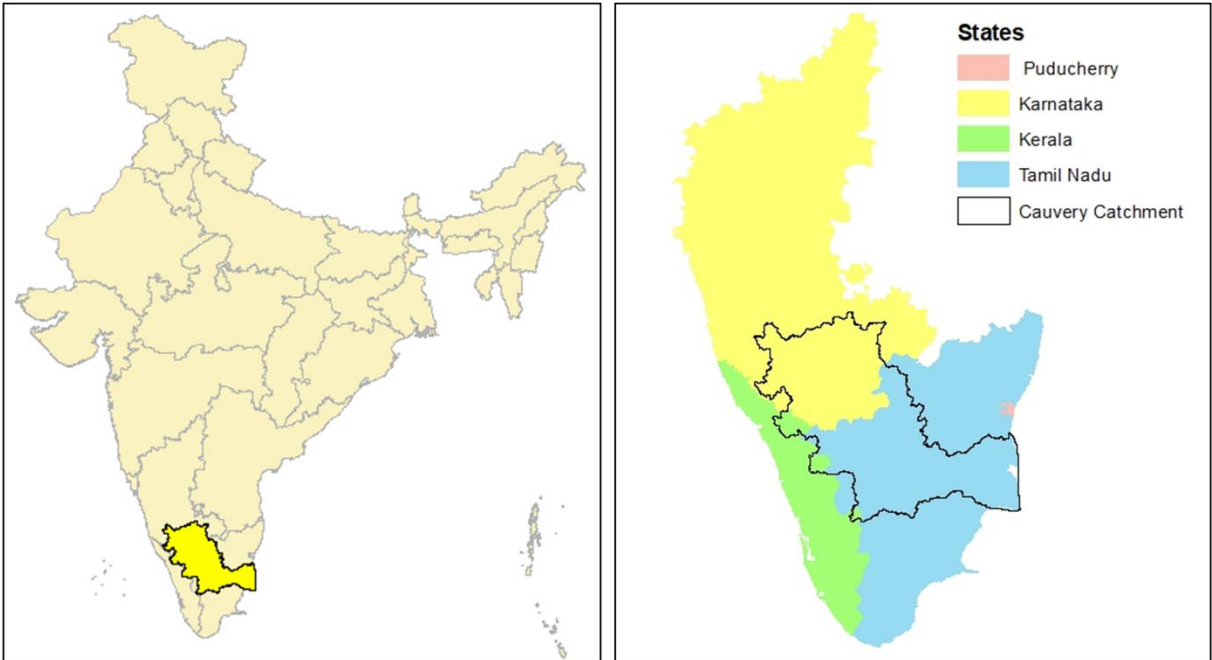 States
Puducherry
Karnataka
Kerala
Tamil Nadu
Cauvery Catchment